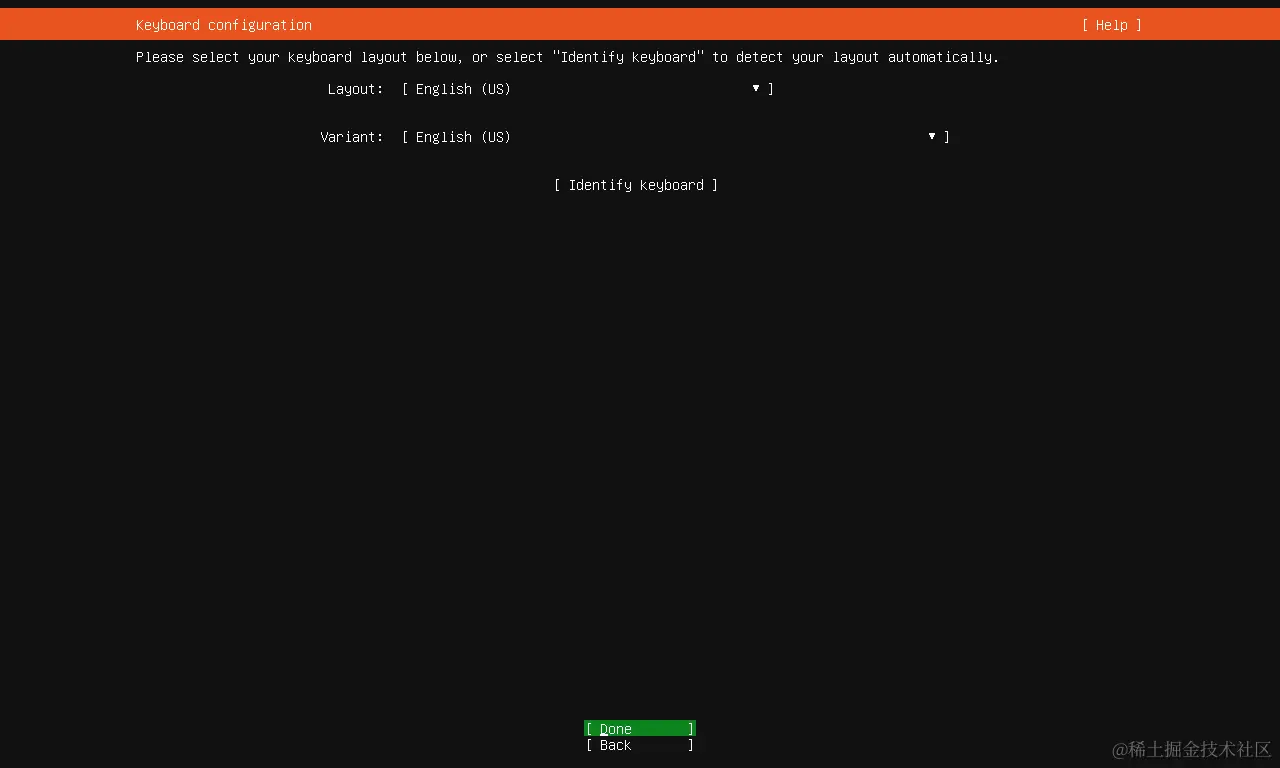 Keyboard configuration [ Help ]
Please select your keyboard layout below, or select "Identify keyboard" to detect your layout automatically.
Layout: [ English (US) ▾ ]
Variant: [ English (US) ▾ ]
[ Identify keyboard ]
[ Done ]
[ Back ]
@稀土掘金技术社区